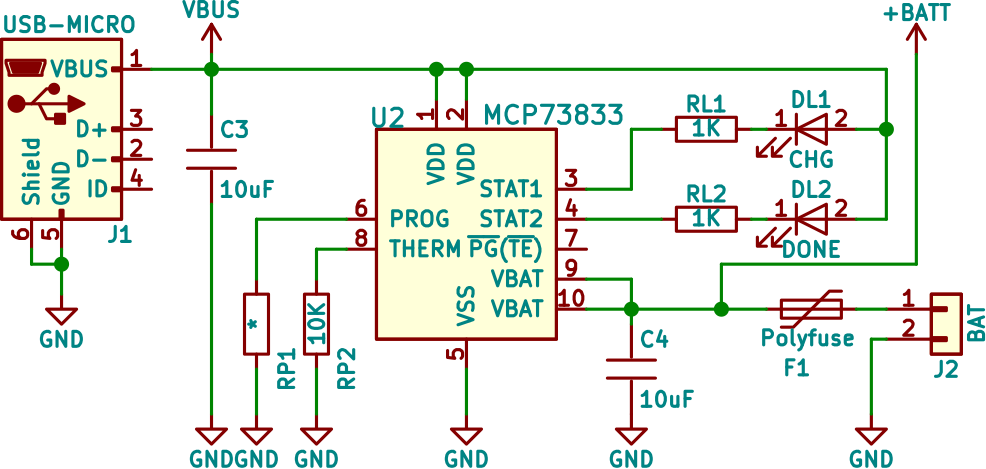 VBUS
+BATT
USB-MICRO
1
VBUS
3
D+
2
D-
4
ID
Shield
GND
6
5
J1
GND
C3
10uF
GND
U2
MCP73833
1
2
VDD
VDD
STAT1
3
STAT2
4
PG(TE)
7
VBAT
9
VBAT
10
6
PROG
8
THERM
VSS
5
GND
*
RP1
GND
10K
RP2
GND
RL1
1K
DL1
1
2
CHG
RL2
1K
DL2
1
2
DONE
C4
10uF
GND
Polyfuse
F1
1
2
BAT
J2
GND